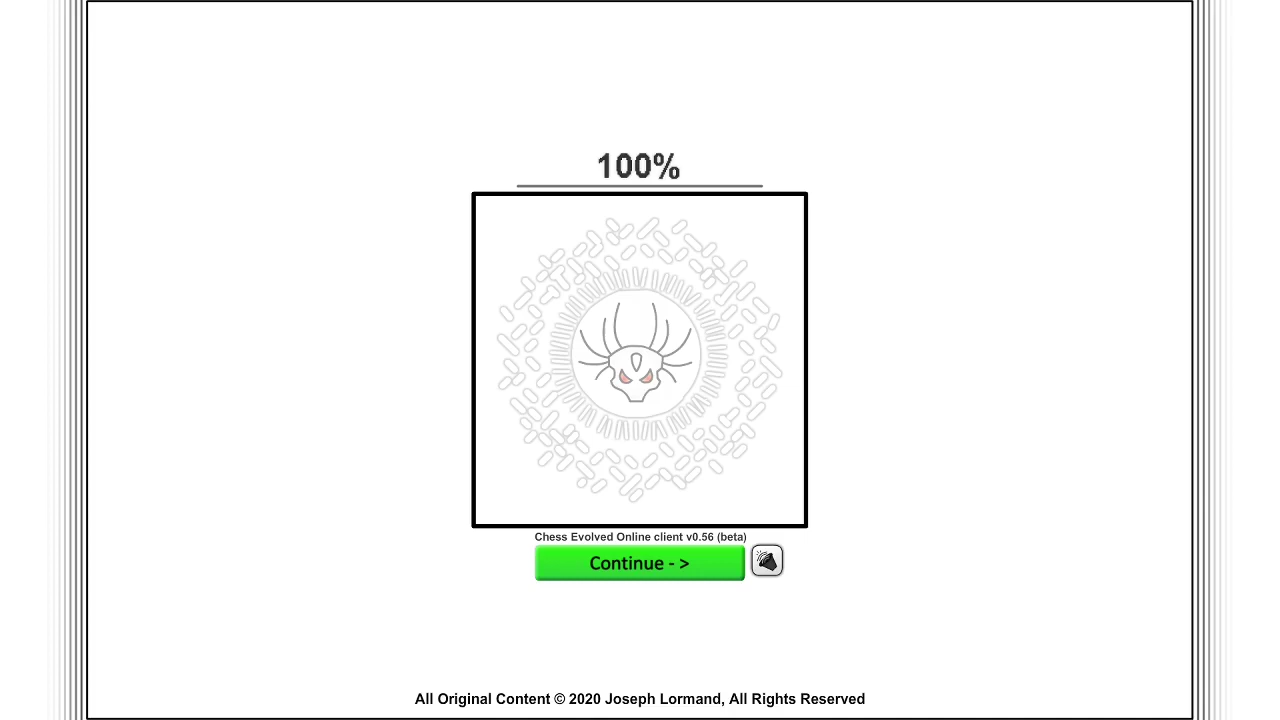 100%
Chess Evolved Online client v0.56 (beta)
Continue - >
All Original Content © 2020 Joseph Lormand, All Rights Reserved